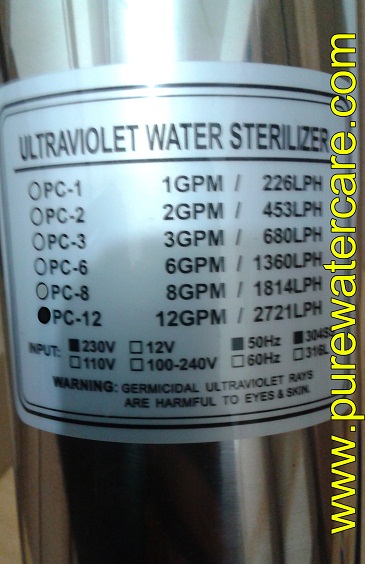 ULTRAVIOLET WATER STERILIZER
PC-1 1GPM / 226LPH
PC-2 2GPM / 453LPH
PC-3 3GPM / 680LPH
PC-6 6GPM / 1360LPH
PC-8 8GPM / 1814LPH
PC-12 12GPM / 2721LPH
INPUT: 230V 12V 50Hz 304SS
110V 100-240V 60Hz 316L
WARNING: GERMICIDAL ULTRAVIOLET RAYS
ARE HARMFUL TO EYES & SKIN.
www.purewatercare.com